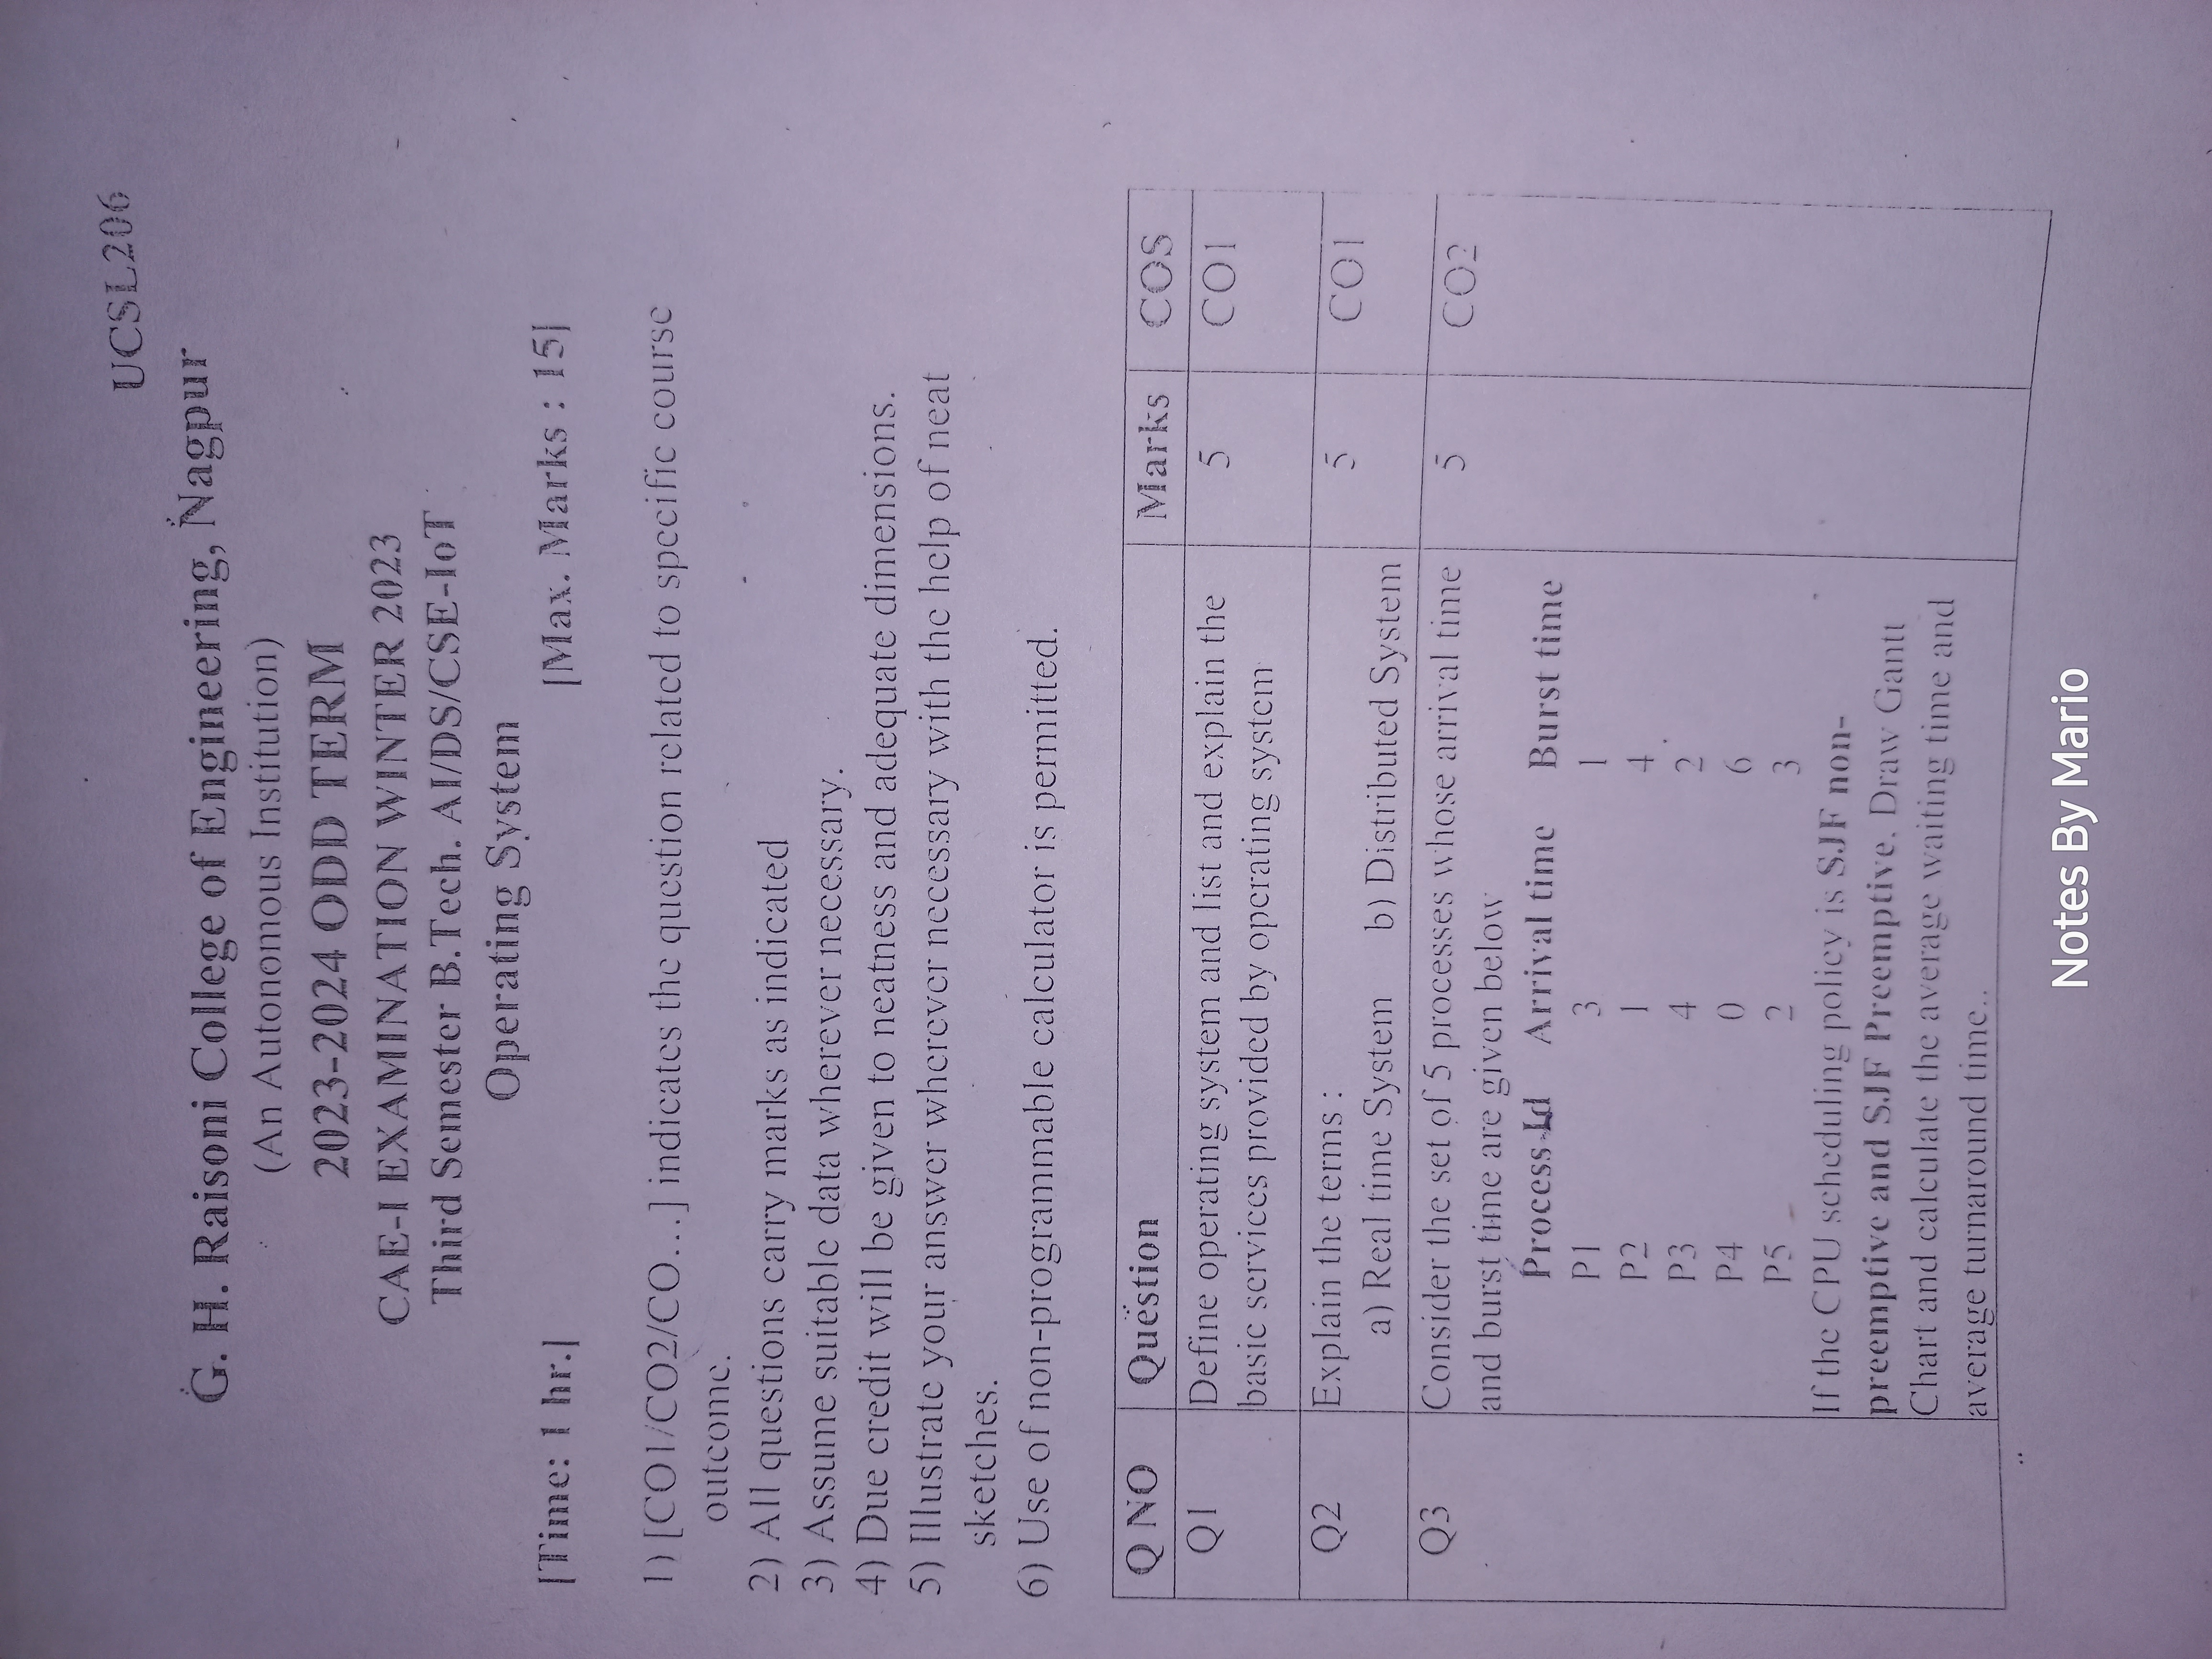 UCSL206
G. H. Raisoni College of Engineering, Nagpur
(An Autonomous Institution)
2023-2024 ODD TERM
CAE-I EXAMINATION WINTER 2023
Third Semester B.Tech. AI/DS/CSE-IoT
Operating System
[Time: 1 hr.] [Max. Marks : 15]
1) [CO1/CO2/CO...] indicates the question related to specific course
outcome.
2) All questions carry marks as indicated
3) Assume suitable data wherever necessary.
4) Due credit will be given to neatness and adequate dimensions.
5) Illustrate your answer wherever necessary with the help of neat
sketches.
6) Use of non-programmable calculator is permitted.
Q NO Question Marks COS
Q1 Define operating system and list and explain the 5 CO1
basic services provided by operating system
Q2 Explain the terms : 5 CO1
a) Real time System b) Distributed System
Q3 Consider the set of 5 processes whose arrival time 5 CO2
and burst time are given below
Process Id Arrival time Burst time
P1 3 1
P2 1 4
P3 4 2
P4 0 6
P5 2 3
If the CPU scheduling policy is SJF non-
preemptive and SJF Preemptive. Draw Gantt
Chart and calculate the average waiting time and
average turnaround time..
Notes By Mario